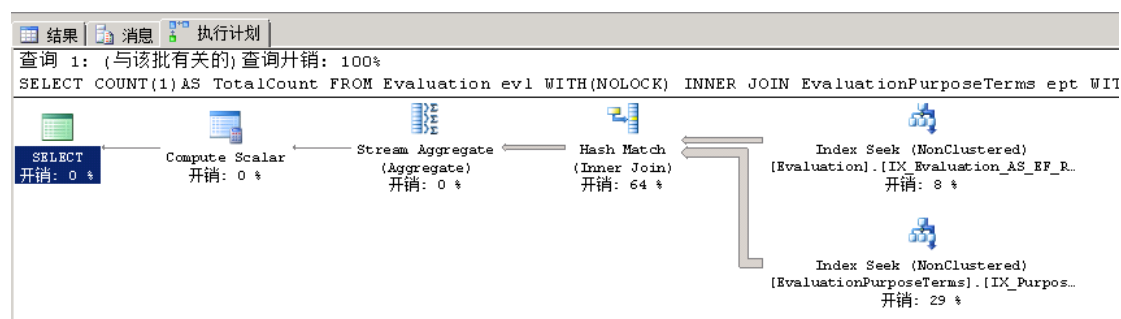 结果 消息 执行计划
查询 1: (与该批有关的)查询开销: 100%
SELECT COUNT(1)AS TotalCount FROM Evaluation evl WITH(NOLOCK) INNER JOIN EvaluationPurposeTerms ept WIT
SELECT
开销: 0 %
Compute Scalar
开销: 0 %
Stream Aggregate
(Aggregate)
开销: 0 %
Hash Match
(Inner Join)
开销: 64 %
Index Seek (NonClustered)
[Evaluation].[IX_Evaluation_AS_EF_R…
开销: 8 %
Index Seek (NonClustered)
[EvaluationPurposeTerms].[IX_Purpos…
开销: 29 %